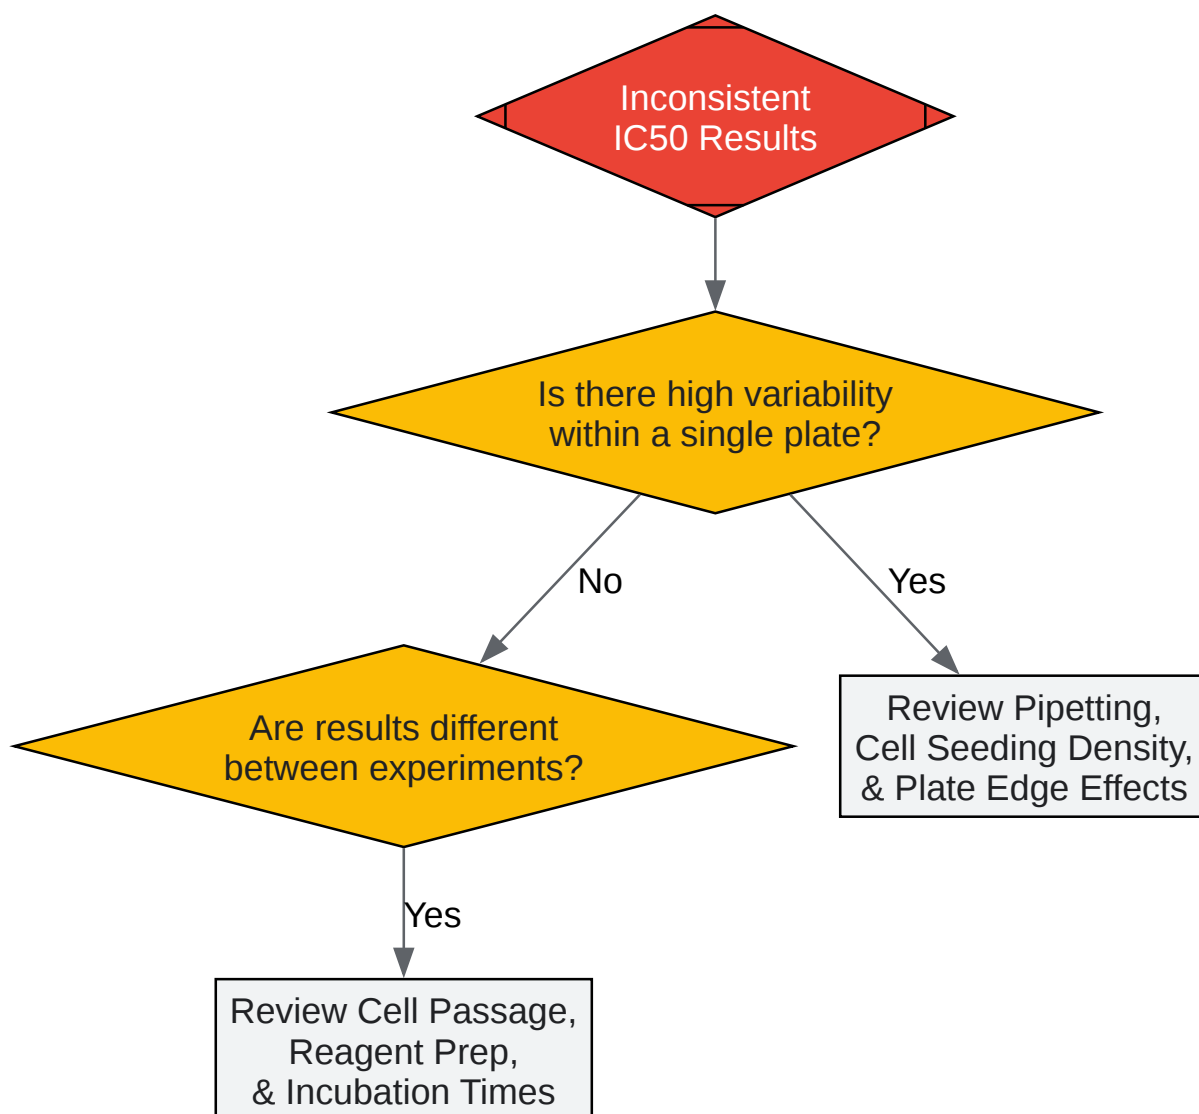 Inconsistent
IC50 Results
Is there high variability
within a single plate?
No
Yes
Are results different
between experiments?
Review Pipetting,
Cell Seeding Density,
& Plate Edge Effects
Yes
Review Cell Passage,
Reagent Prep,
& Incubation Times